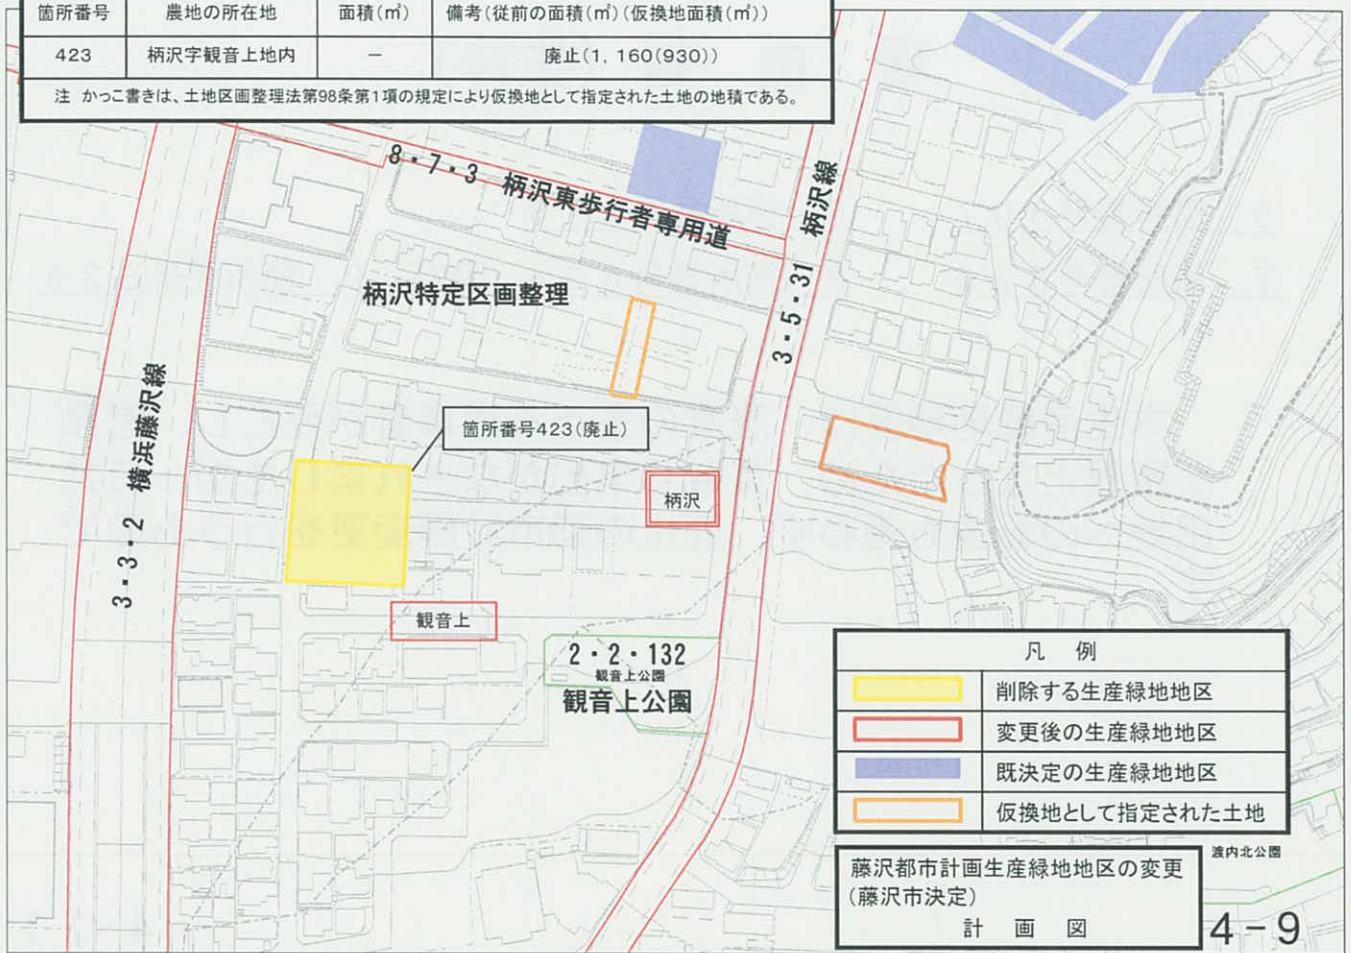 箇所番号 農地の所在地 面積(㎡) 備考(従前の面積(㎡)(仮換地面積(㎡))
423 柄沢字観音上地内 − 廃止(1,160(930))
注 かっこ書きは、土地区画整理法第98条第1項の規定により仮換地として指定された土地の地積である。
8・7・3 柄沢東歩行者専用道
3・5・31 柄沢線
柄沢特定区画整理
3・3・2 横浜藤沢線
箇所番号423(廃止)
柄沢
観音上
2・2・132
観音上公園
観音上公園
凡 例
削除する生産緑地地区
変更後の生産緑地地区
既決定の生産緑地地区
仮換地として指定された土地
渡内北公園
藤沢都市計画生産緑地地区の変更
(藤沢市決定)
計 画 図
4-9